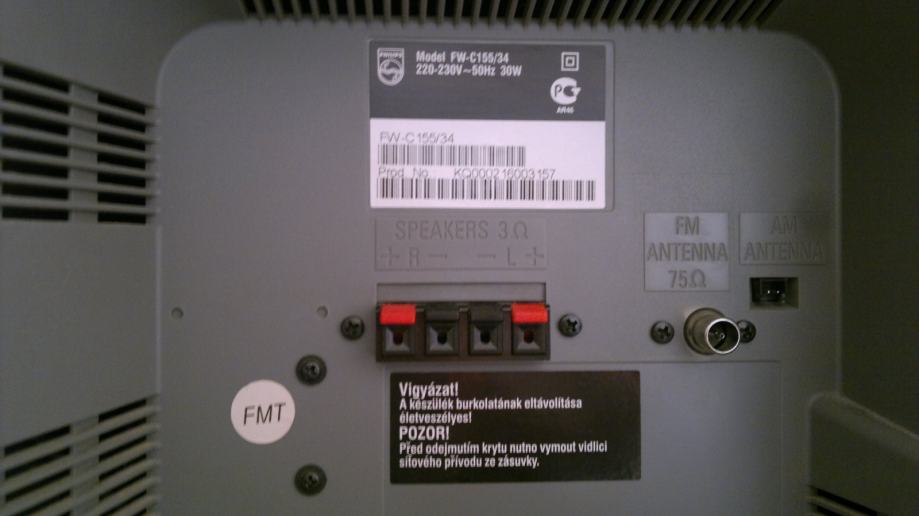 PHILIPS
Model FW-C155/34
220-230V~50Hz 30W
PG
AR46
FW-C155/34
Prod. No. KQ000216003157
SPEAKERS 3Ω
+ R − − L +
FM
ANTENNA
75Ω
AM
ANTENNA
FMT
Vigyázat!
A készülék burkolatának eltávolítása
életveszélyes!
POZOR!
Před odejmutím krytu nutno vymout vidlici
síťového přívodu ze zásuvky.